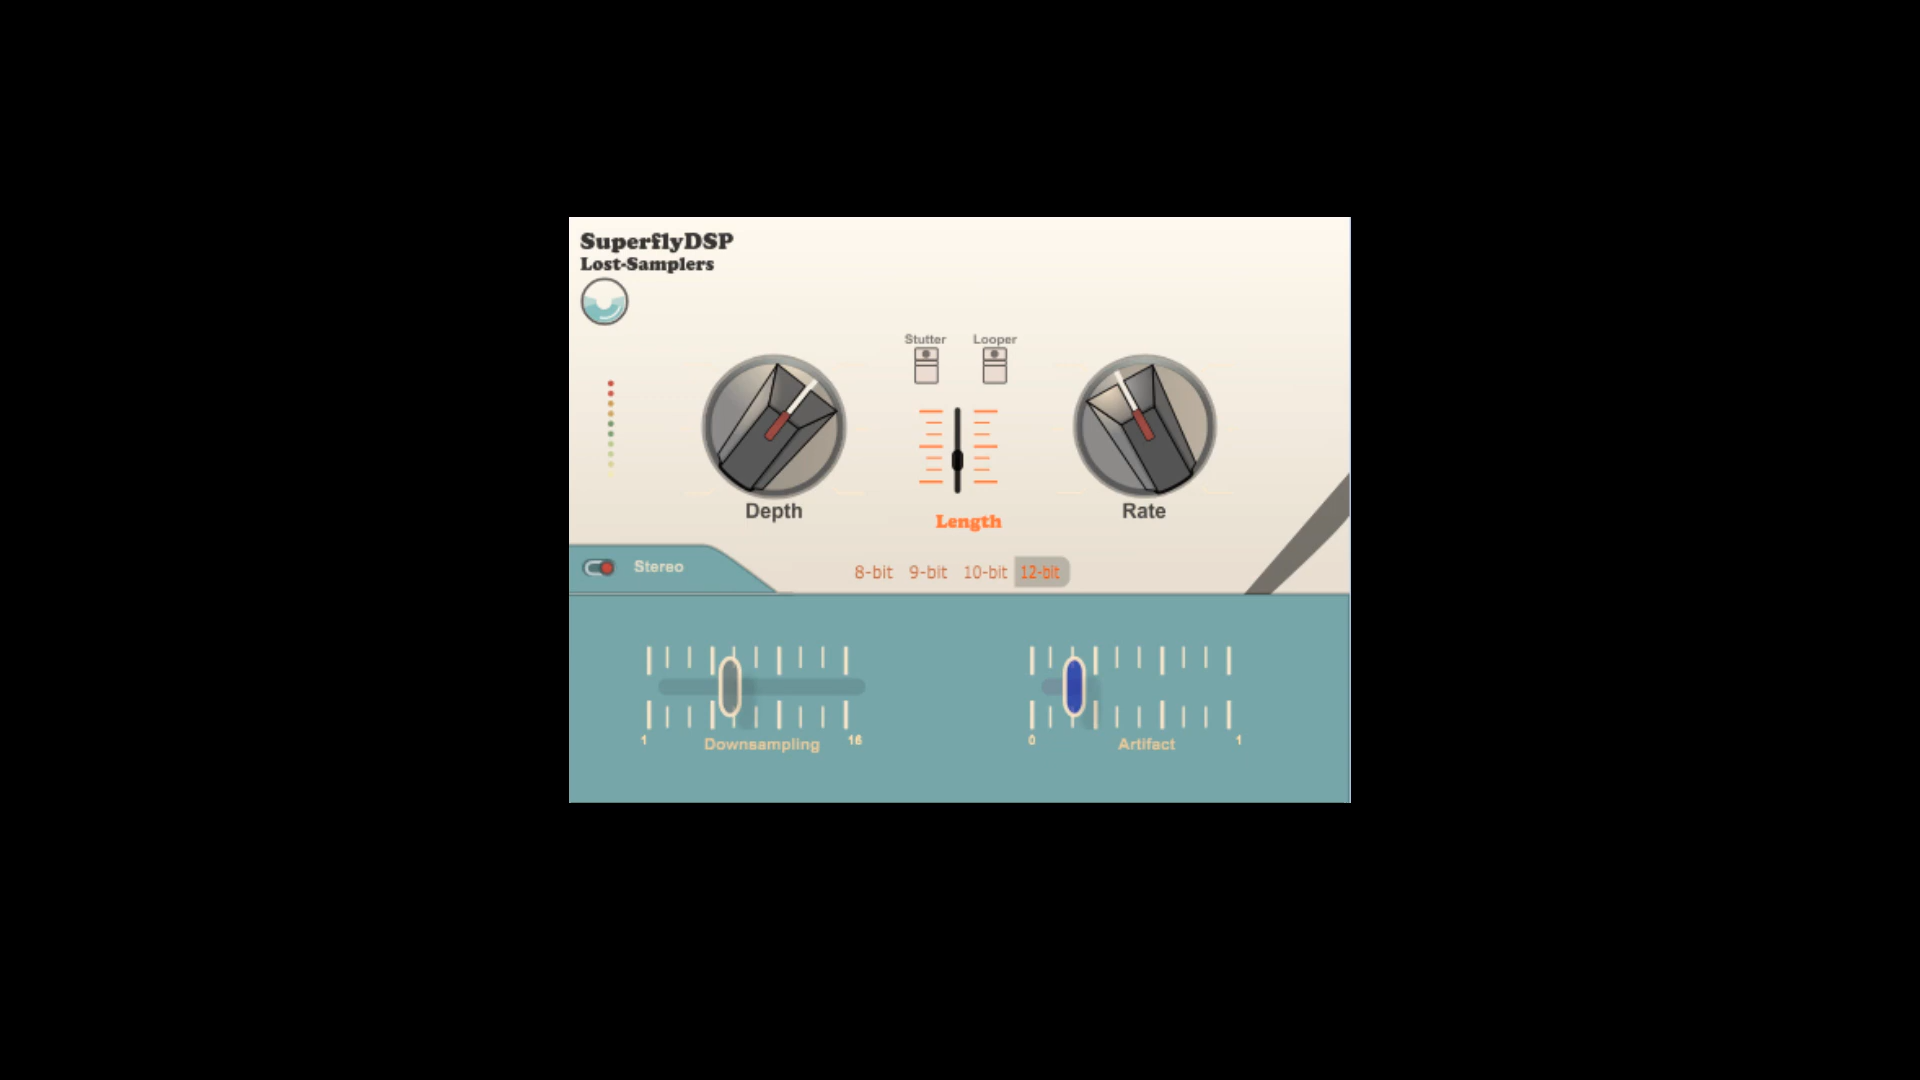 SuperflyDSP
Lost-Samplers
Stutter Looper
Depth
Length
Rate
Stereo
8-bit 9-bit 10-bit 12-bit
1 Downsampling 16
0 Artifact 1